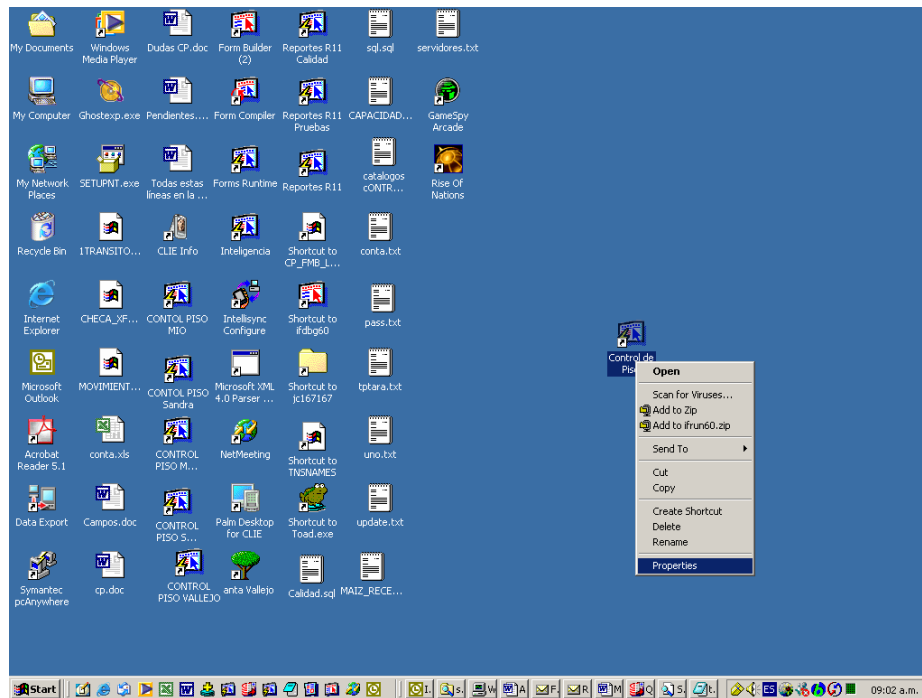 My Documents
Windows
Media Player
Dudas CP.doc
Form Builder
(2)
Reportes R11
Calidad
sql.sql
servidores.txt
My Computer
Ghostexp.exe
Pendientes....
Form Compiler
Reportes R11
Pruebas
CAPACIDAD...
GameSpy
Arcade
My Network
Places
SETUPNT.exe
Todas estas
líneas en la ...
Forms Runtime
Reportes R11
catalogos
cONTR...
Rise Of
Nations
Recycle Bin
1TRANSITO...
CLIE Info
Inteligencia
Shortcut to
CP_FMB_L...
conta.txt
Internet
Explorer
CHECA_XF...
CONTOL PISO
MIO
Intellisync
Configure
Shortcut to
ifdbg60
pass.txt
Control de
Pis
Microsoft
Outlook
MOVIMIENT...
CONTOL PISO
Sandra
Microsoft XML
4.0 Parser ...
Shortcut to
jc167167
tptara.txt
Acrobat
Reader 5.1
conta.xls
CONTROL
PISO M...
NetMeeting
Shortcut to
TNSNAMES
uno.txt
Data Export
Campos.doc
CONTROL
PISO S...
Palm Desktop
for CLIE
Shortcut to
Toad.exe
update.txt
Symantec
pcAnywhere
cp.doc
CONTROL
PISO VALLEJO
anta Vallejo
Calidad.sql
MAIZ_RECE...
Open
Scan for Viruses...
Add to Zip
Add to ifrun60.zip
Send To
Cut
Copy
Create Shortcut
Delete
Rename
Properties
Start
I.
s.
W
A
F.
R
M
Q
S.
t.
ES
09:02 a.m.